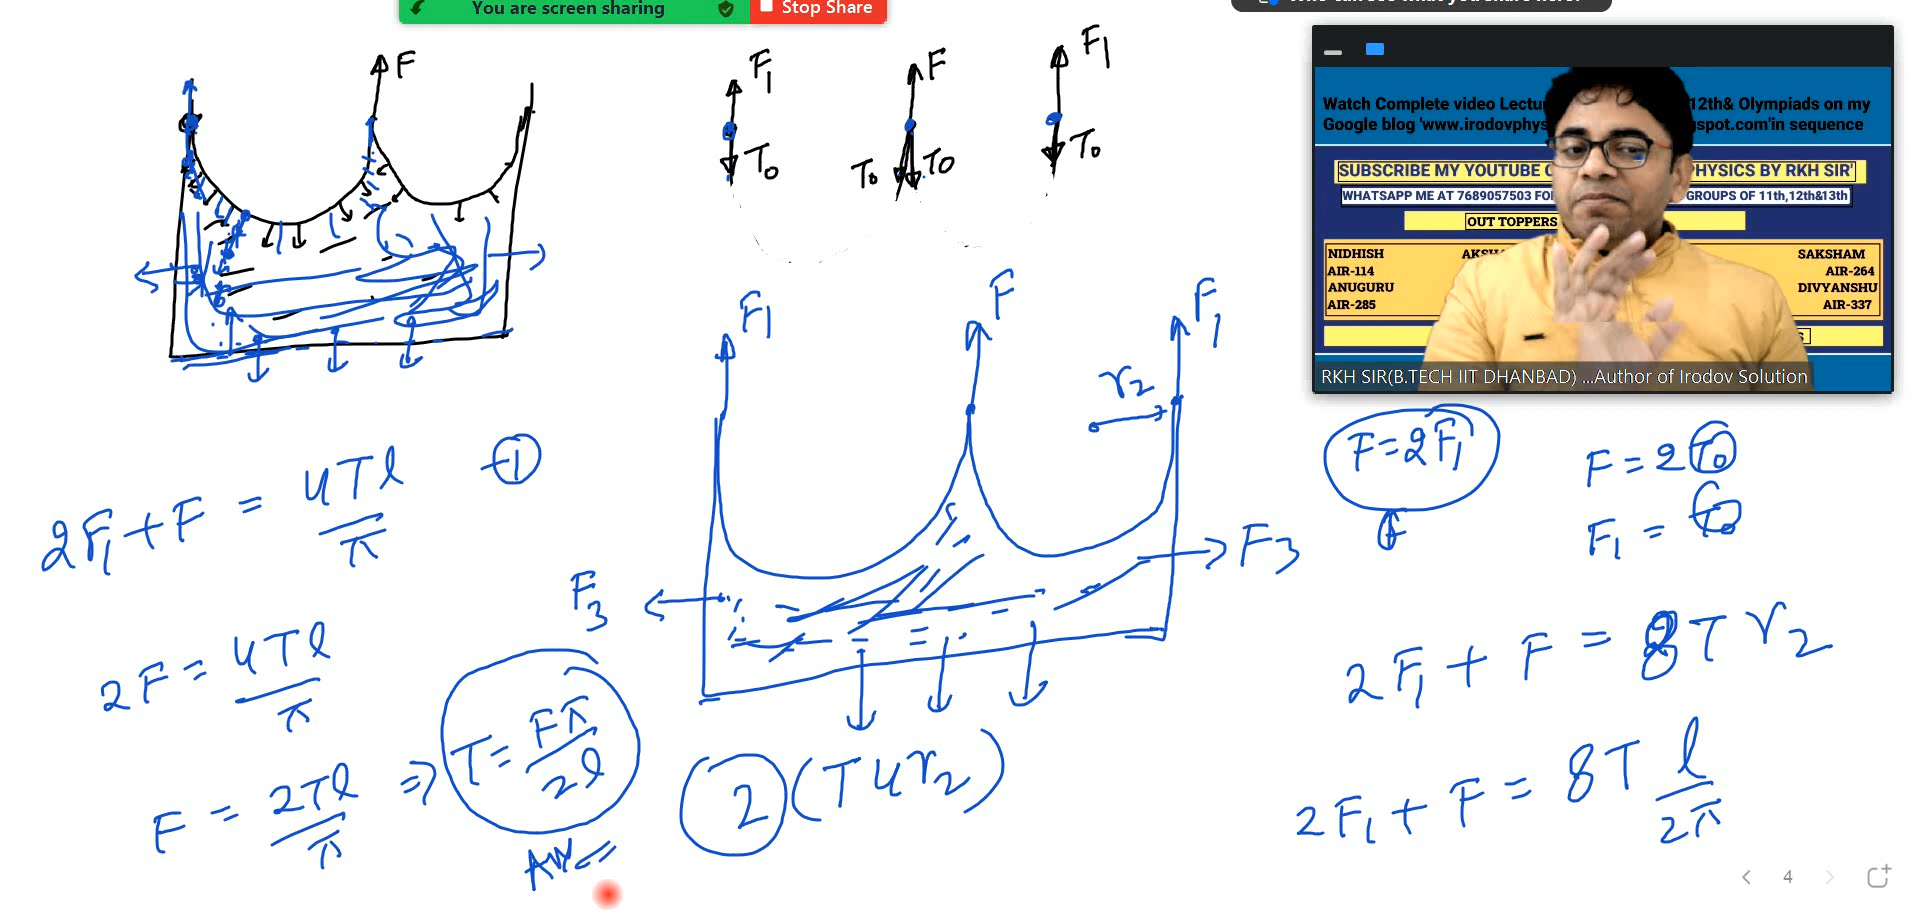 You are screen sharing
Stop Share
F
F₁
T₀
F
T₀ T₀
F₁
T₀
Watch Complete video Lectu 12th& Olympiads on my
Google blog 'www.irodovphys spot.com'in sequence
SUBSCRIBE MY YOUTUBE C PHYSICS BY RKH SIR'
WHATSAPP ME AT 7689057503 FO GROUPS OF 11th,12th&13th
OUT TOPPERS
NIDHISH AKSH SAKSHAM
AIR-114 AIR-264
ANUGURU DIVYANSHU
AIR-285 AIR-337
RKH SIR(B.TECH IIT DHANBAD) ...Author of Irodov Solution
F₁
F
F₁
r₂
F₃
F₃
2F₁ + F = 4Tl/π -①
2F = 4Tl/π
F = 2Tl/π ⇒ T = Fπ/2l
Ans
2 (T4r₂)
F = 2F₁
F = 2T₀
F₁ = T₀
2F₁ + F = 8Tr₂
2F₁ + F = 8T l/2π
4